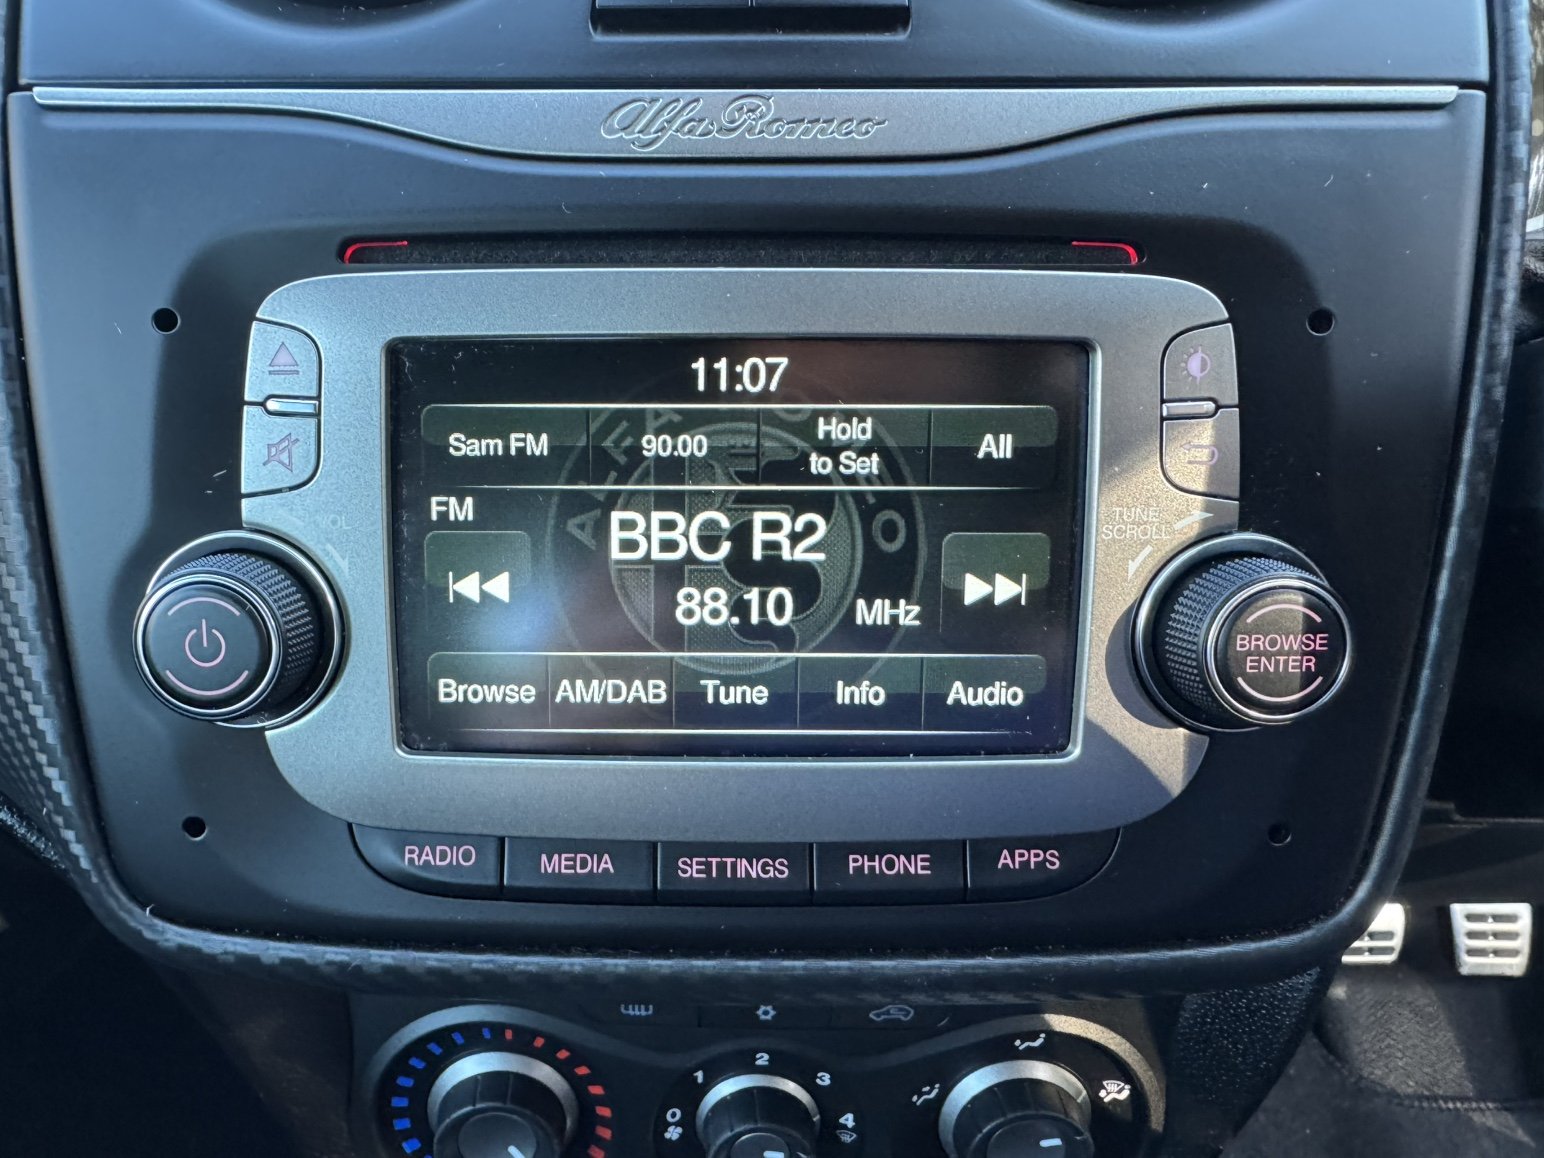 Alfa Romeo
11:07
Sam FM
90.00
Hold
to Set
All
FM
BBC R2
88.10
MHz
ALFA ROMEO
Browse
AM/DAB
Tune
Info
Audio
VOL
TUNE
SCROLL
BROWSE
ENTER
RADIO
MEDIA
SETTINGS
PHONE
APPS
0
1
2
3
4